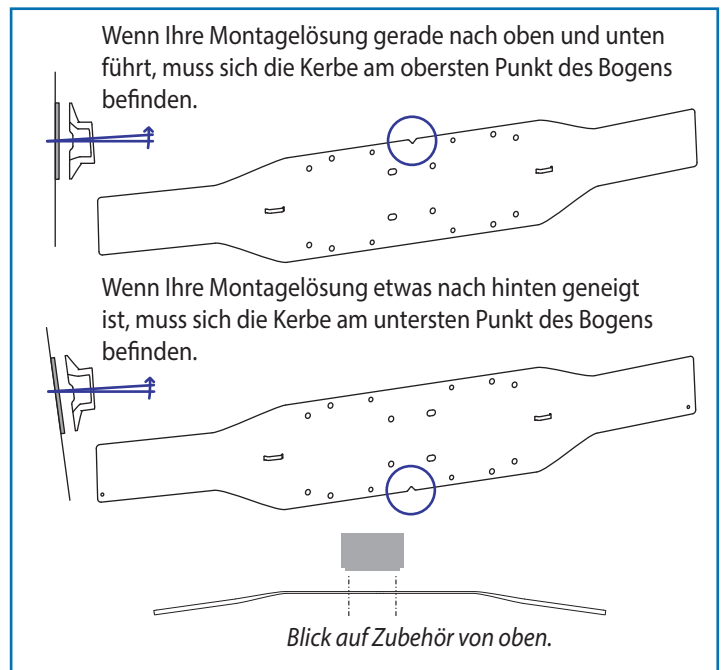 Wenn Ihre Montagelösung gerade nach oben und unten
führt, muss sich die Kerbe am obersten Punkt des Bogens
befinden.
Wenn Ihre Montagelösung etwas nach hinten geneigt
ist, muss sich die Kerbe am untersten Punkt des Bogens
befinden.
Blick auf Zubehör von oben.